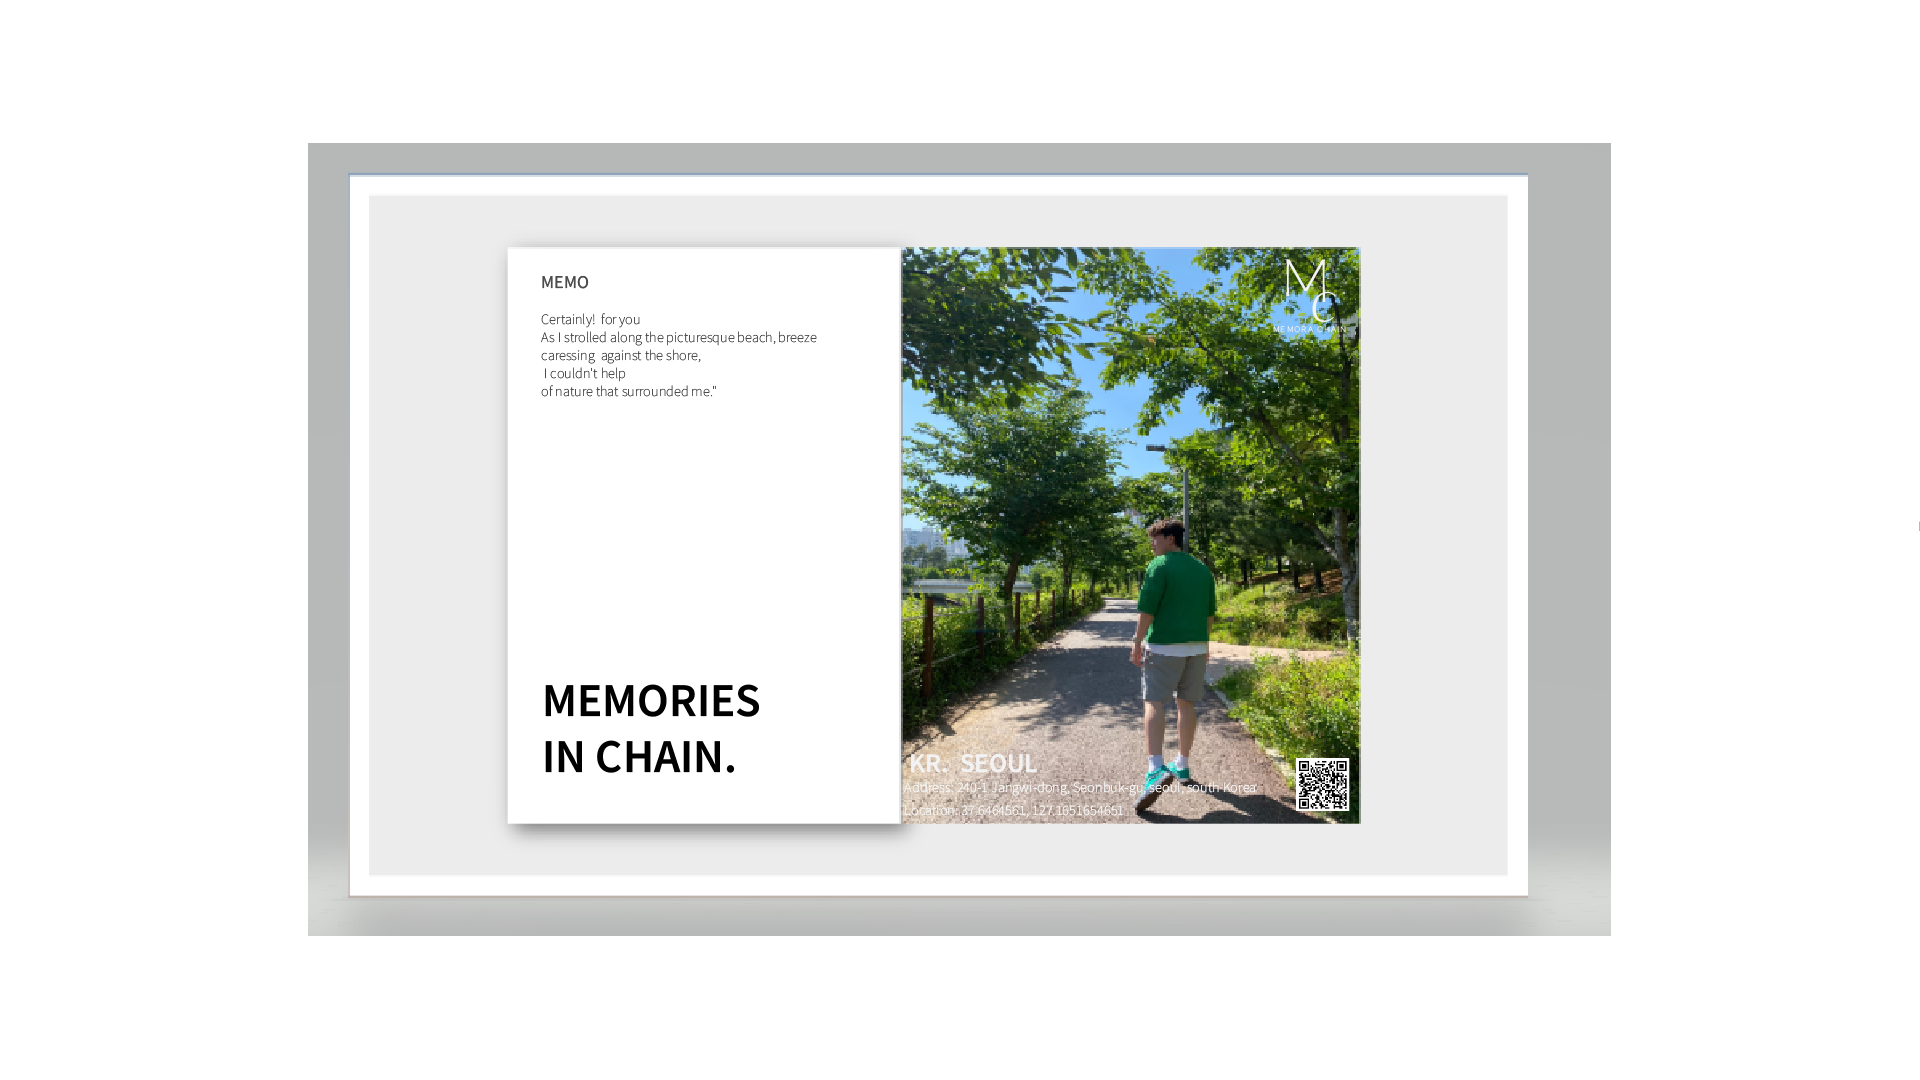 MEMO
Certainly! for you
As I strolled along the picturesque beach, breeze
caressing against the shore,
I couldn't help
of nature that surrounded me."
MEMORIES
IN CHAIN.
MC
MEMORA CHAIN
KR. SEOUL
Address: 240-1 Jangwi-dong, Seonbuk-gu, seoul, south Korea
Location: 37.6464561, 127.1651654651